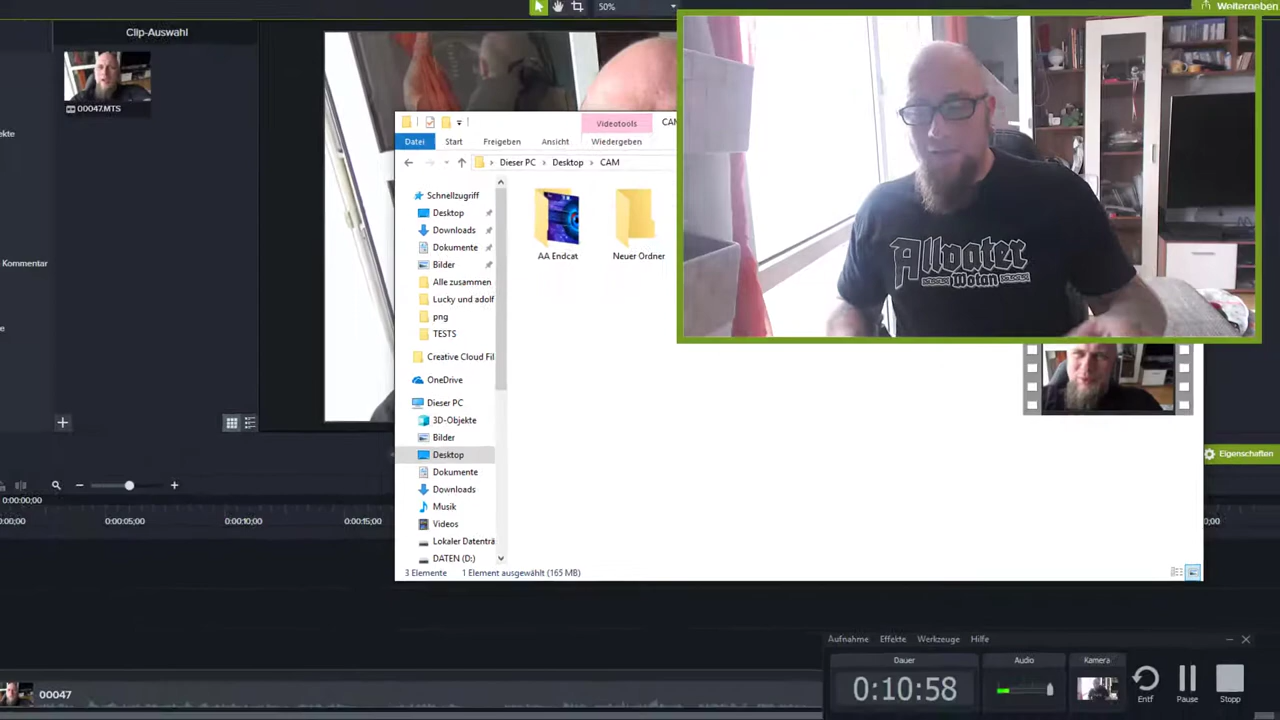 50%
Weitergeben
Clip-Auswahl
00047.MTS
ekte
Kommentar
Videotools
CAM
Datei
Start
Freigeben
Ansicht
Wiedergeben
Dieser PC
Desktop
CAM
Schnellzugriff
Desktop
Downloads
Dokumente
Bilder
Alle zusammen
Lucky und adolf
png
TESTS
Creative Cloud Fil
OneDrive
Dieser PC
3D-Objekte
Bilder
Desktop
Dokumente
Downloads
Musik
Videos
Lokaler Datenträ
DATEN (D:)
AA Endcat
Neuer Ordner
3 Elemente 1 Element ausgewählt (165 MB)
Allvater
Wotan
Eigenschaften
0:00:00;00
0:00:05;00
0:00:10;00
0:00:15;00
00047
Aufnahme
Effekte
Werkzeuge
Hilfe
Dauer
Audio
Kamera
0:10:58
Entf
Pause
Stopp